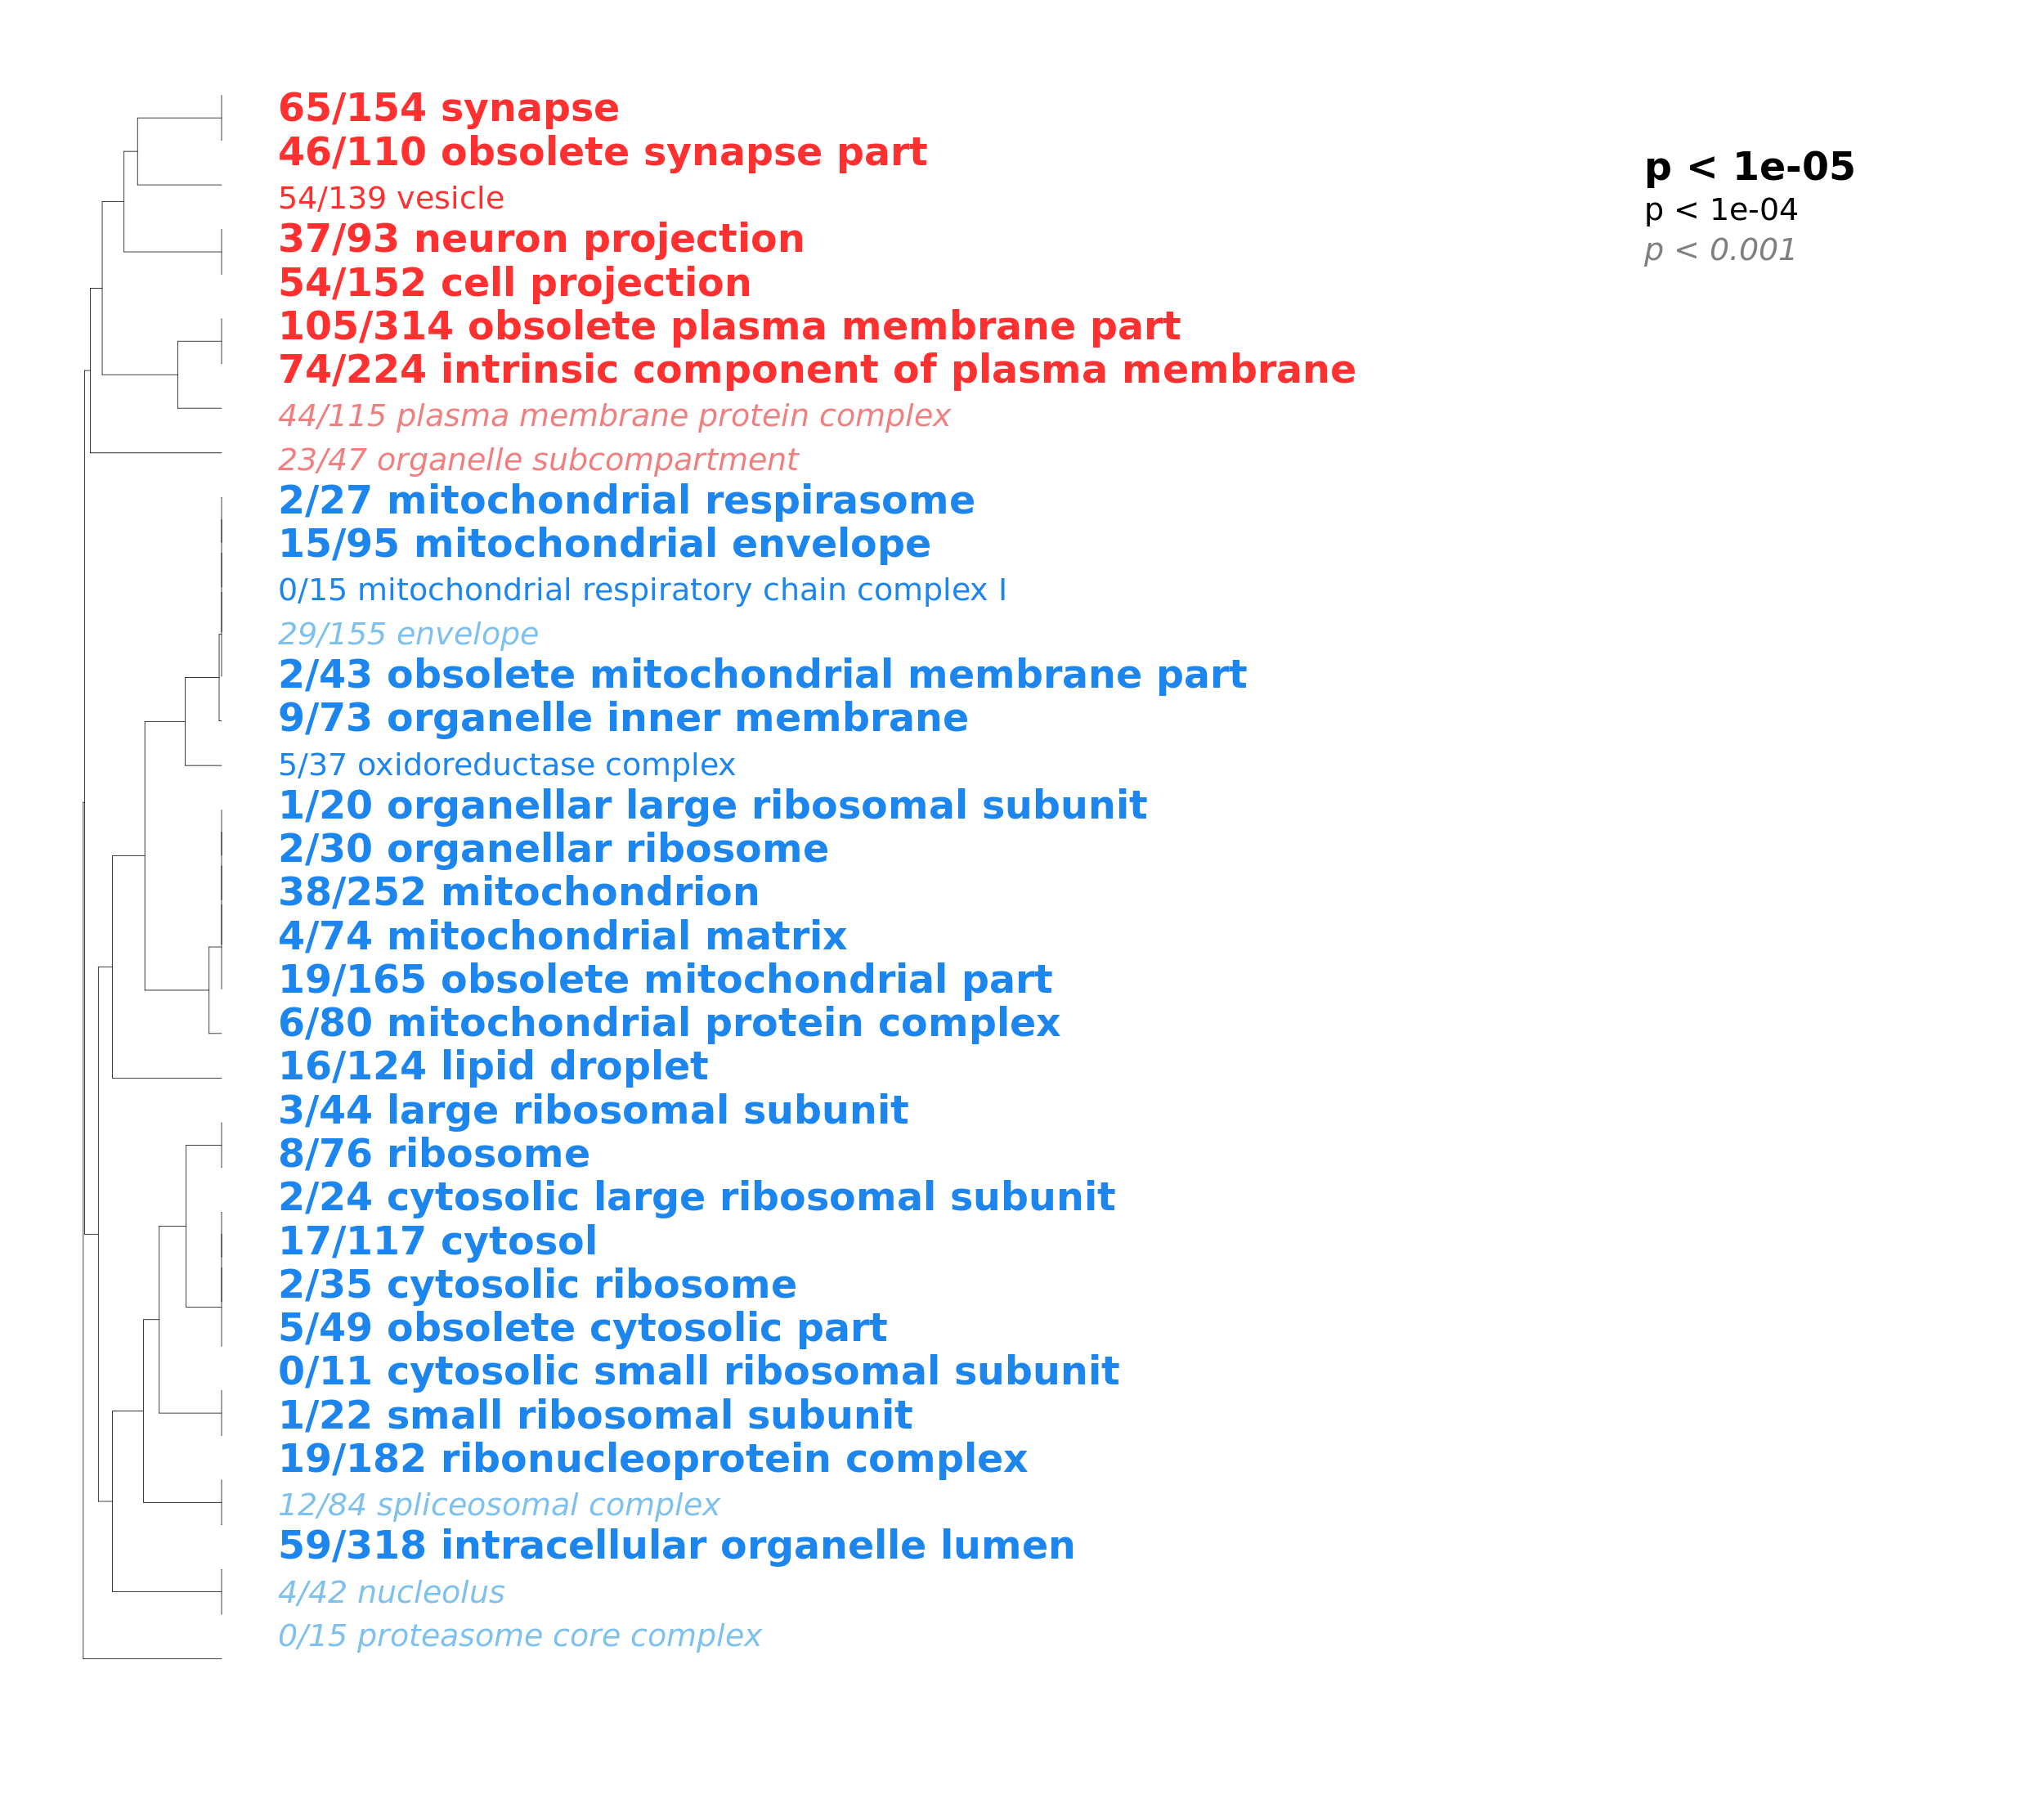 65/154 synapse
46/110 obsolete synapse part
54/139 vesicle
37/93 neuron projection
54/152 cell projection
105/314 obsolete plasma membrane part
74/224 intrinsic component of plasma membrane
44/115 plasma membrane protein complex
23/47 organelle subcompartment
2/27 mitochondrial respirasome
15/95 mitochondrial envelope
0/15 mitochondrial respiratory chain complex I
29/155 envelope
2/43 obsolete mitochondrial membrane part
9/73 organelle inner membrane
5/37 oxidoreductase complex
1/20 organellar large ribosomal subunit
2/30 organellar ribosome
38/252 mitochondrion
4/74 mitochondrial matrix
19/165 obsolete mitochondrial part
6/80 mitochondrial protein complex
16/124 lipid droplet
3/44 large ribosomal subunit
8/76 ribosome
2/24 cytosolic large ribosomal subunit
17/117 cytosol
2/35 cytosolic ribosome
5/49 obsolete cytosolic part
0/11 cytosolic small ribosomal subunit
1/22 small ribosomal subunit
19/182 ribonucleoprotein complex
12/84 spliceosomal complex
59/318 intracellular organelle lumen
4/42 nucleolus
0/15 proteasome core complex
p < 1e-05
p < 1e-04
p < 0.001